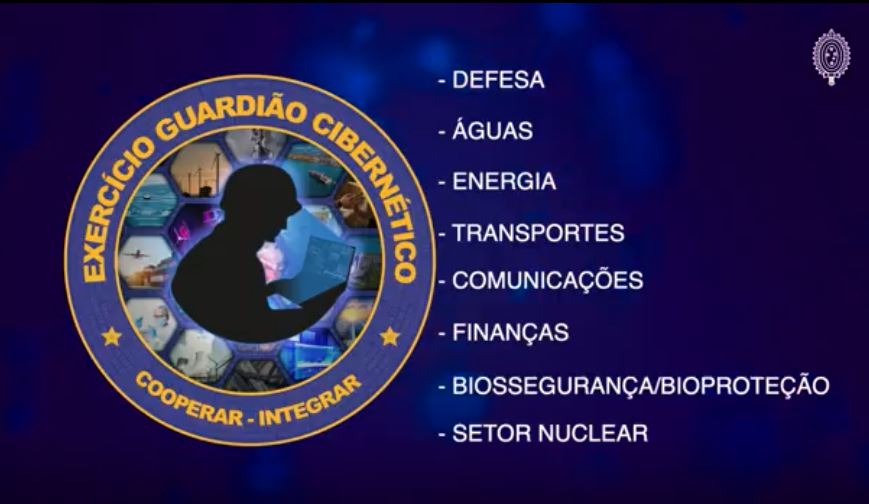 EXERCÍCIO GUARDIÃO CIBERNÉTICO
COOPERAR - INTEGRAR
- DEFESA
- ÁGUAS
- ENERGIA
- TRANSPORTES
- COMUNICAÇÕES
- FINANÇAS
- BIOSSEGURANÇA/BIOPROTEÇÃO
- SETOR NUCLEAR